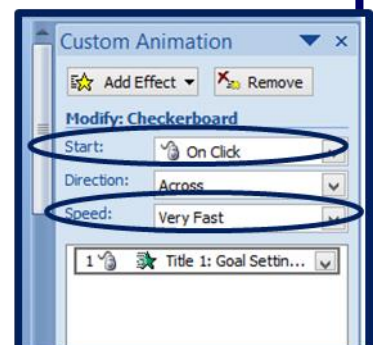 Custom Animation
Add Effect Remove
Modify: Checkerboard
Start: On Click
Direction: Across
Speed: Very Fast
1 Title 1: Goal Settin...